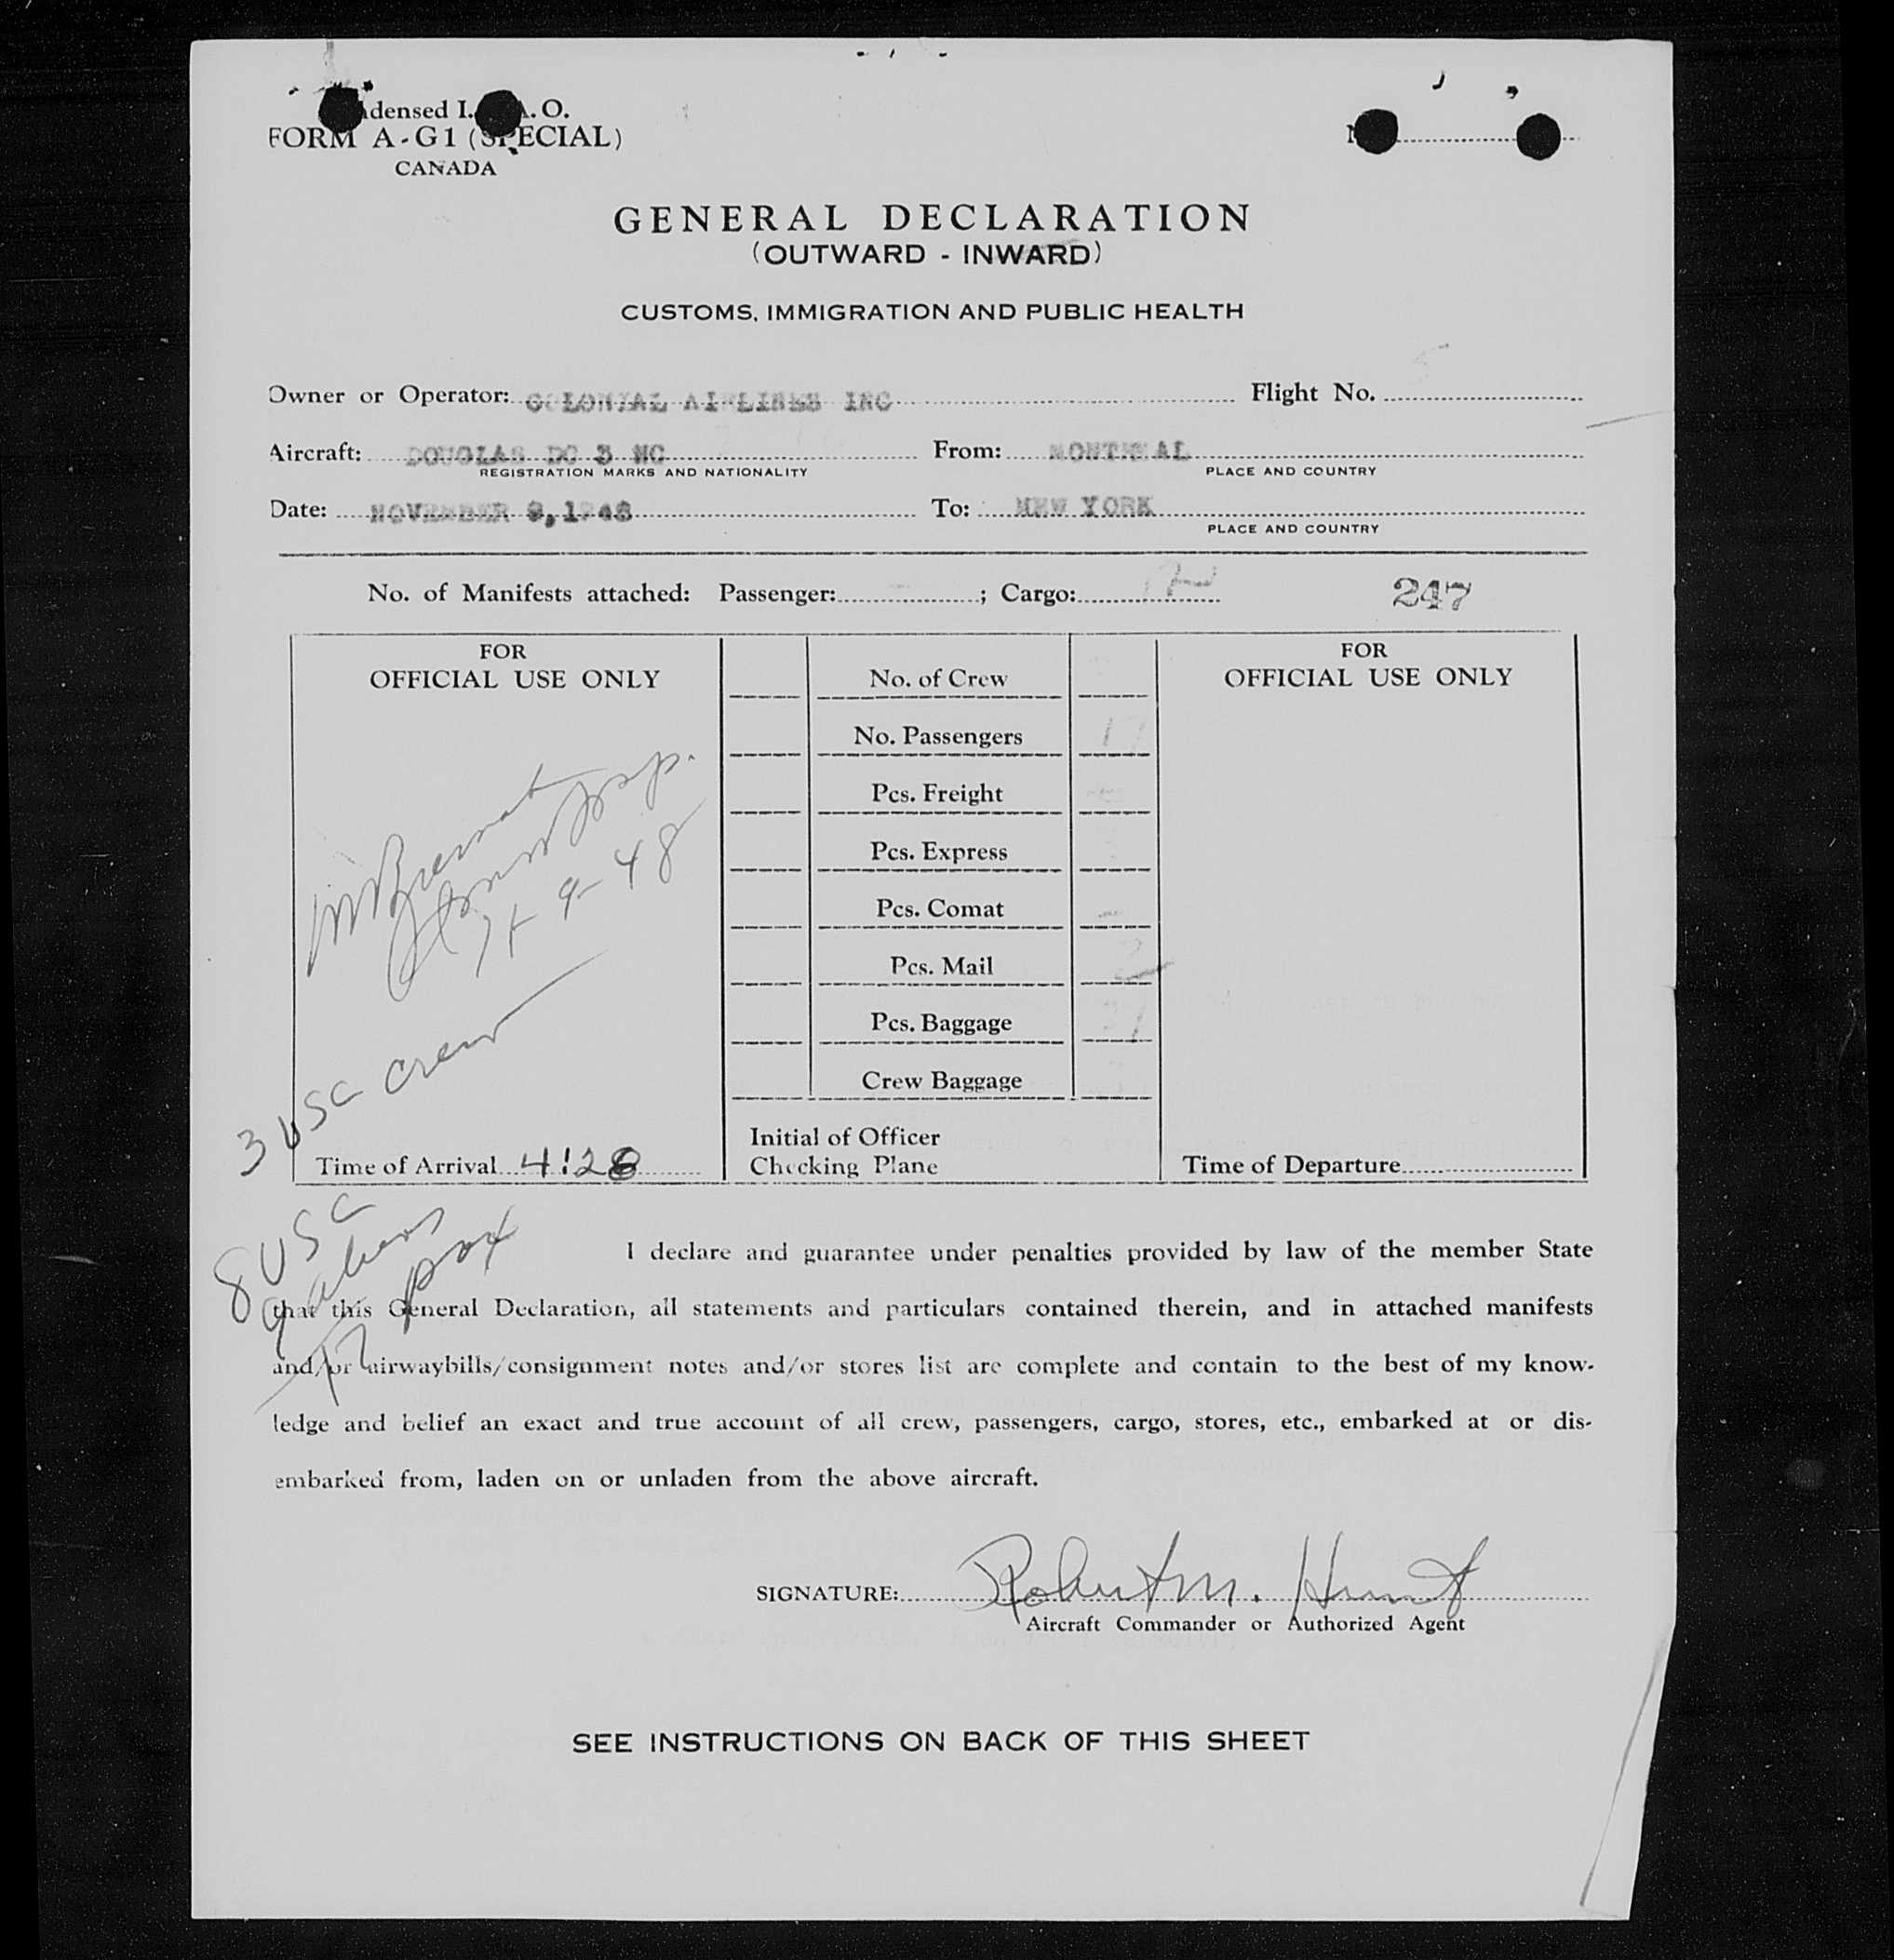 densed I. A. O.
FORM A-G1 (SPECIAL)
CANADA
GENERAL DECLARATION
(OUTWARD - INWARD)
CUSTOMS, IMMIGRATION AND PUBLIC HEALTH
Owner or Operator: COLONIAL AIRLINES INC Flight No.
Aircraft: DOUGLAS DC 3 NC From: MONTREAL
REGISTRATION MARKS AND NATIONALITY PLACE AND COUNTRY
Date: NOVEMBER 9, 1948 To: NEW YORK
PLACE AND COUNTRY
No. of Manifests attached: Passenger: ; Cargo: 247
FOR
OFFICIAL USE ONLY
No. of Crew
FOR
OFFICIAL USE ONLY
No. Passengers 17
Pcs. Freight
Pcs. Express
Pcs. Comat
Pcs. Mail 2
Pcs. Baggage
Crew Baggage
9-48
3 USC crew
Time of Arrival 4:28
Initial of Officer
Checking Plane
Time of Departure
8 USC
9 aliens
17 pax
I declare and guarantee under penalties provided by law of the member State
that this General Declaration, all statements and particulars contained therein, and in attached manifests
and/or airwaybills/consignment notes and/or stores list are complete and contain to the best of my know-
ledge and belief an exact and true account of all crew, passengers, cargo, stores, etc., embarked at or dis-
embarked from, laden on or unladen from the above aircraft.
SIGNATURE: Robert M. Hunt
Aircraft Commander or Authorized Agent
SEE INSTRUCTIONS ON BACK OF THIS SHEET